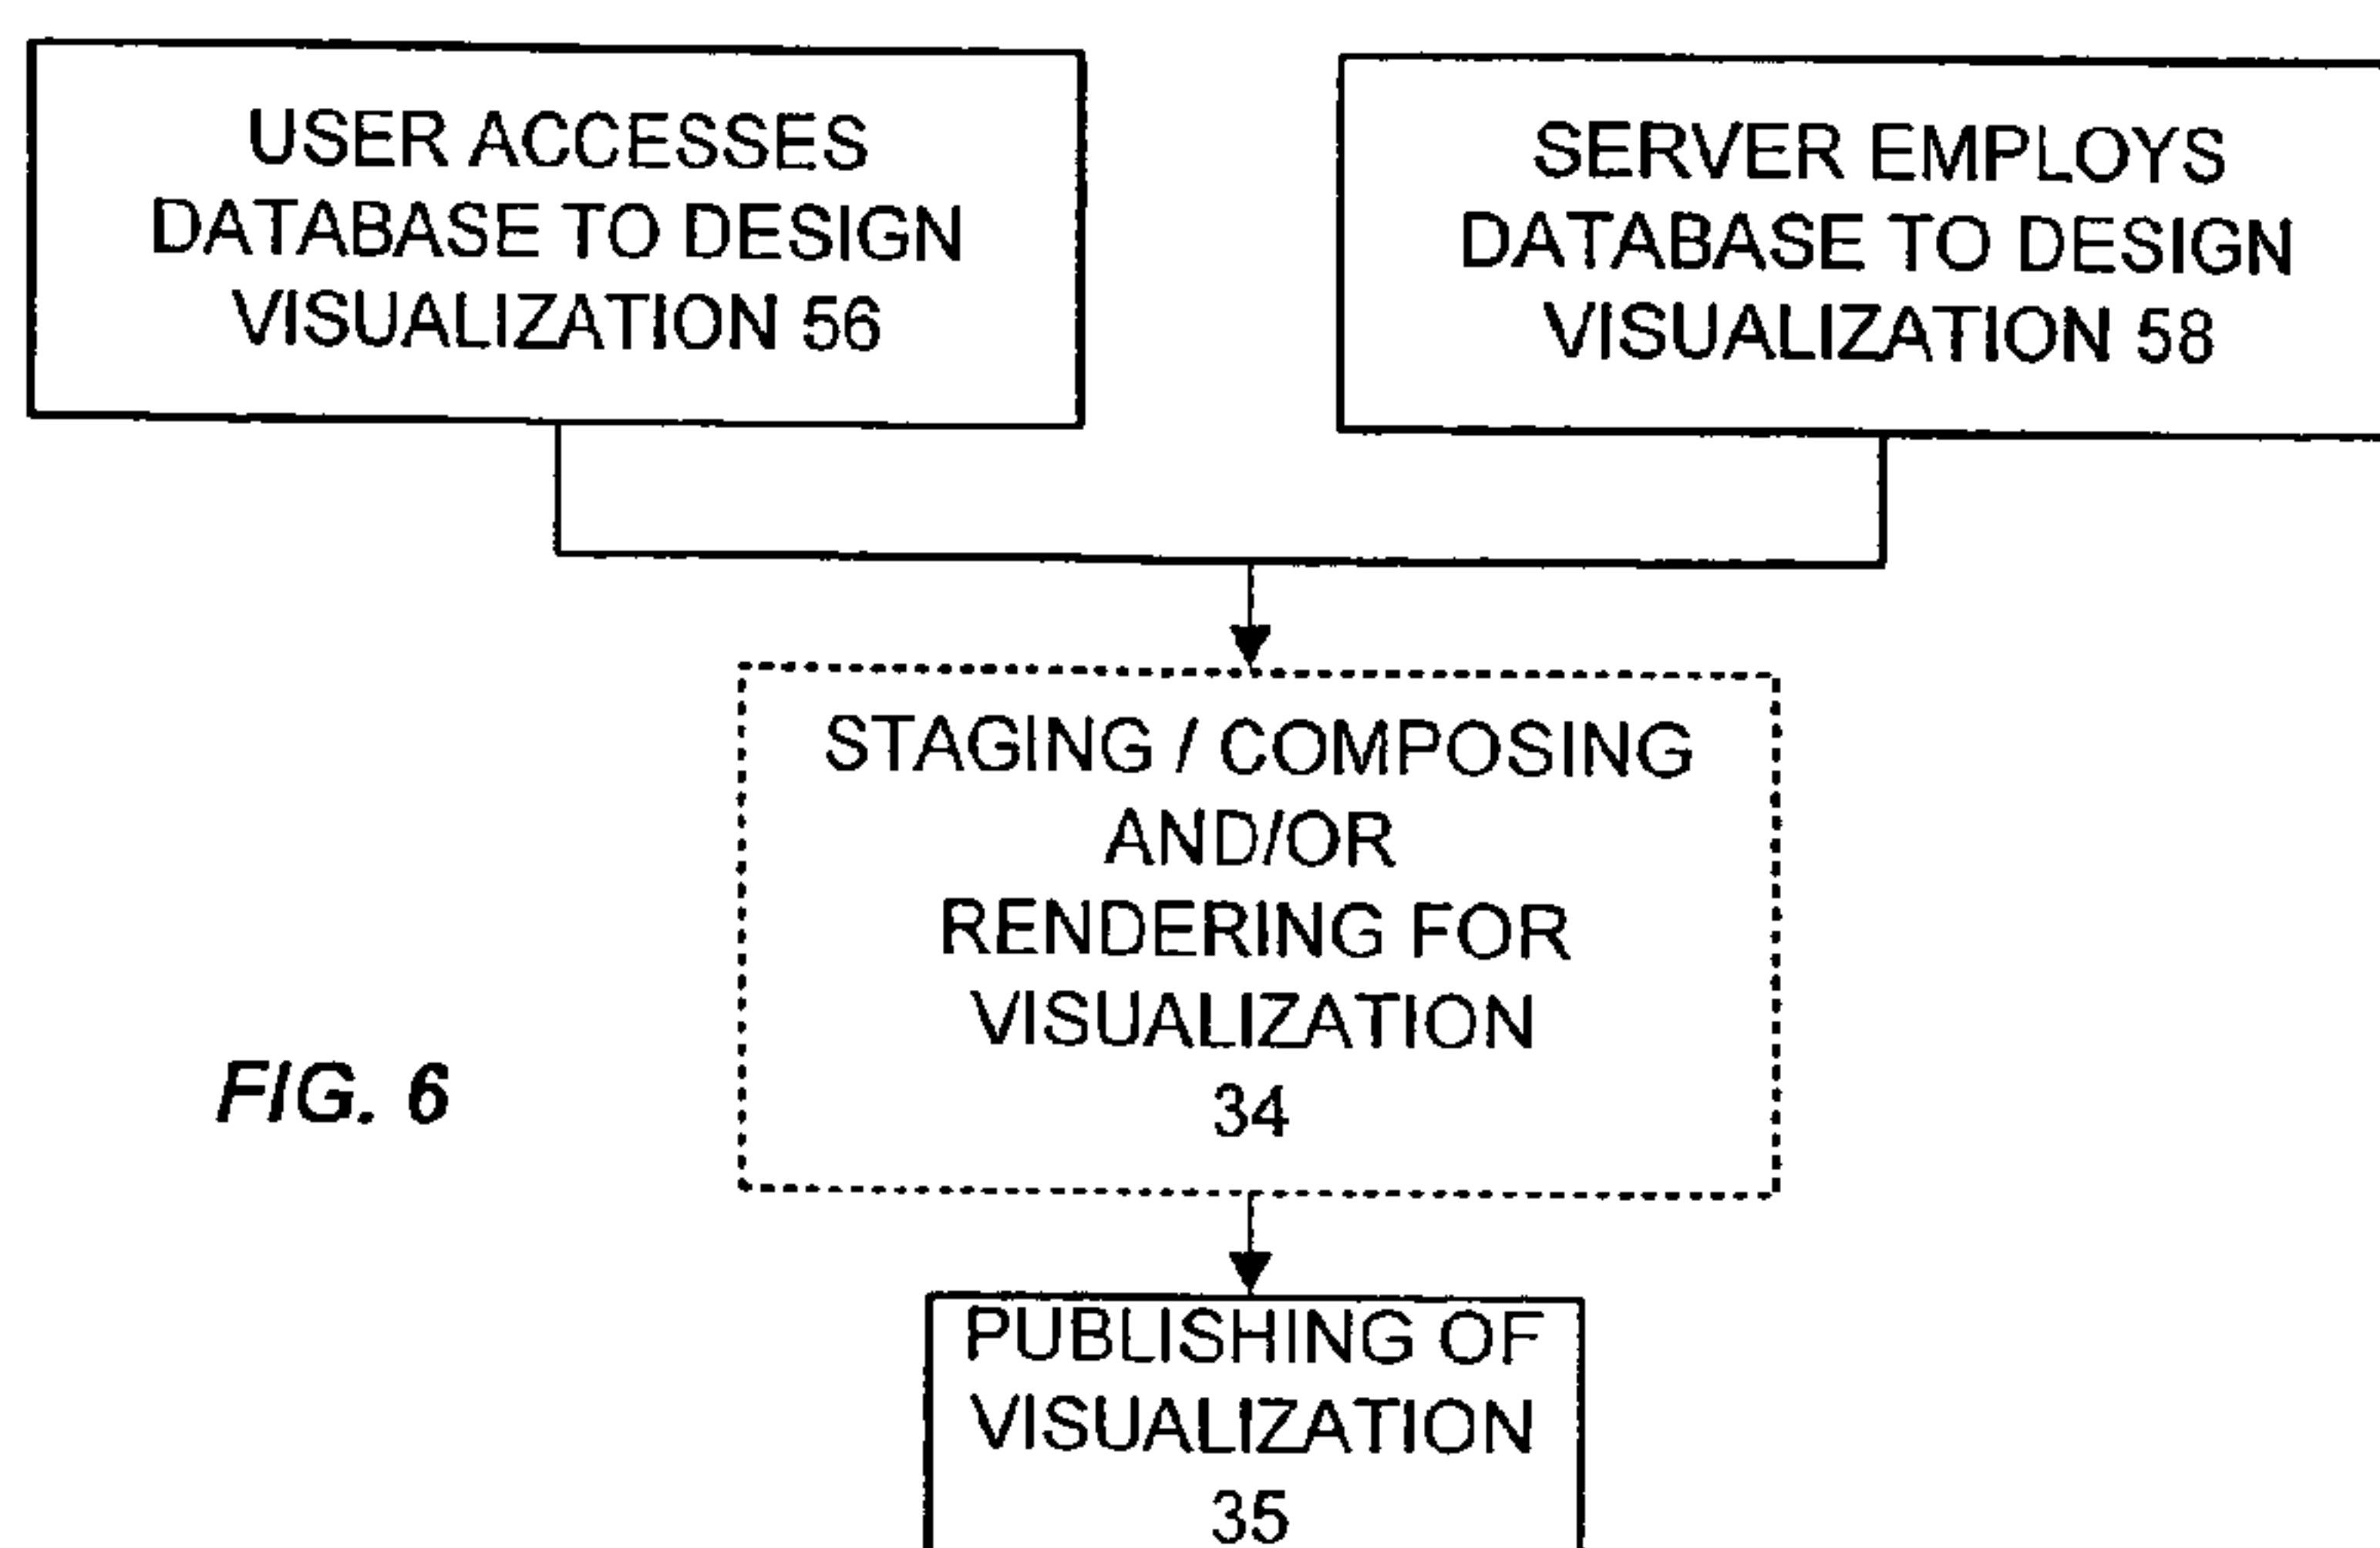 USER ACCESSES
DATABASE TO DESIGN
VISUALIZATION 56
SERVER EMPLOYS
DATABASE TO DESIGN
VISUALIZATION 58
STAGING / COMPOSING
AND/OR
RENDERING FOR
VISUALIZATION
34
FIG. 6
PUBLISHING OF
VISUALIZATION
35